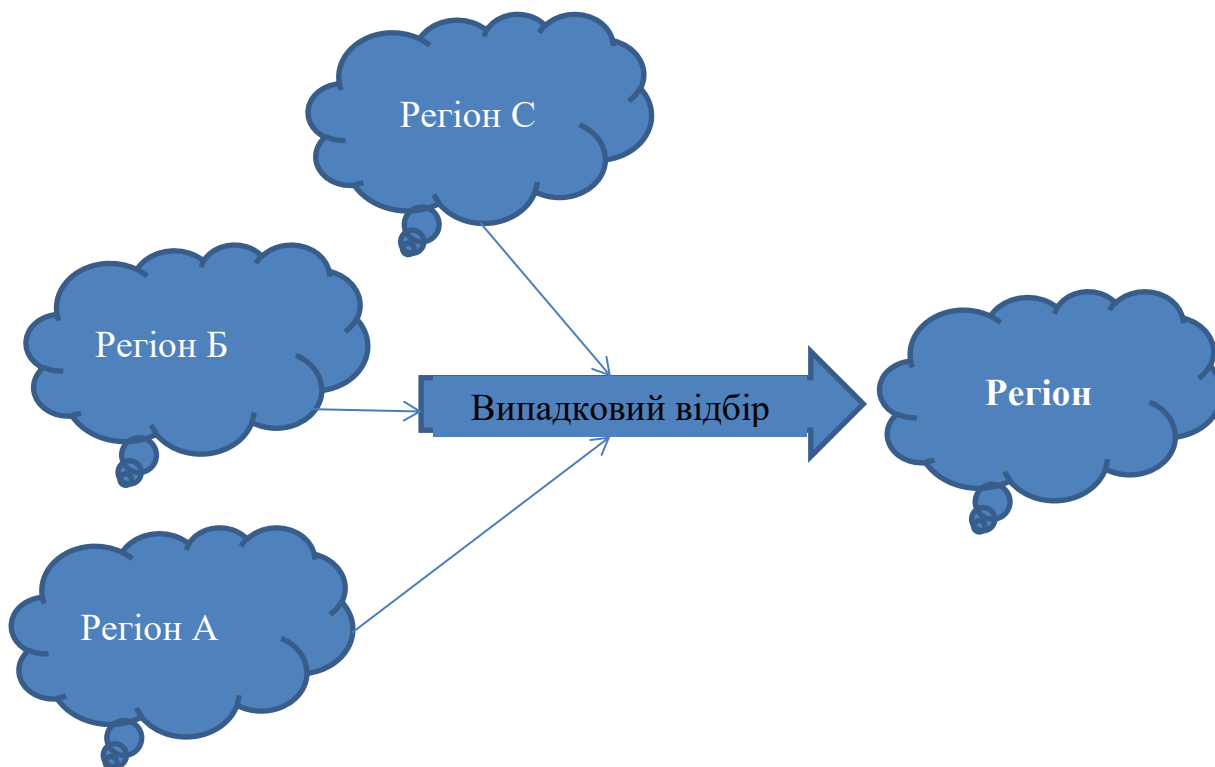 Регіон С
Регіон Б
Випадковий відбір
Регіон
Регіон А